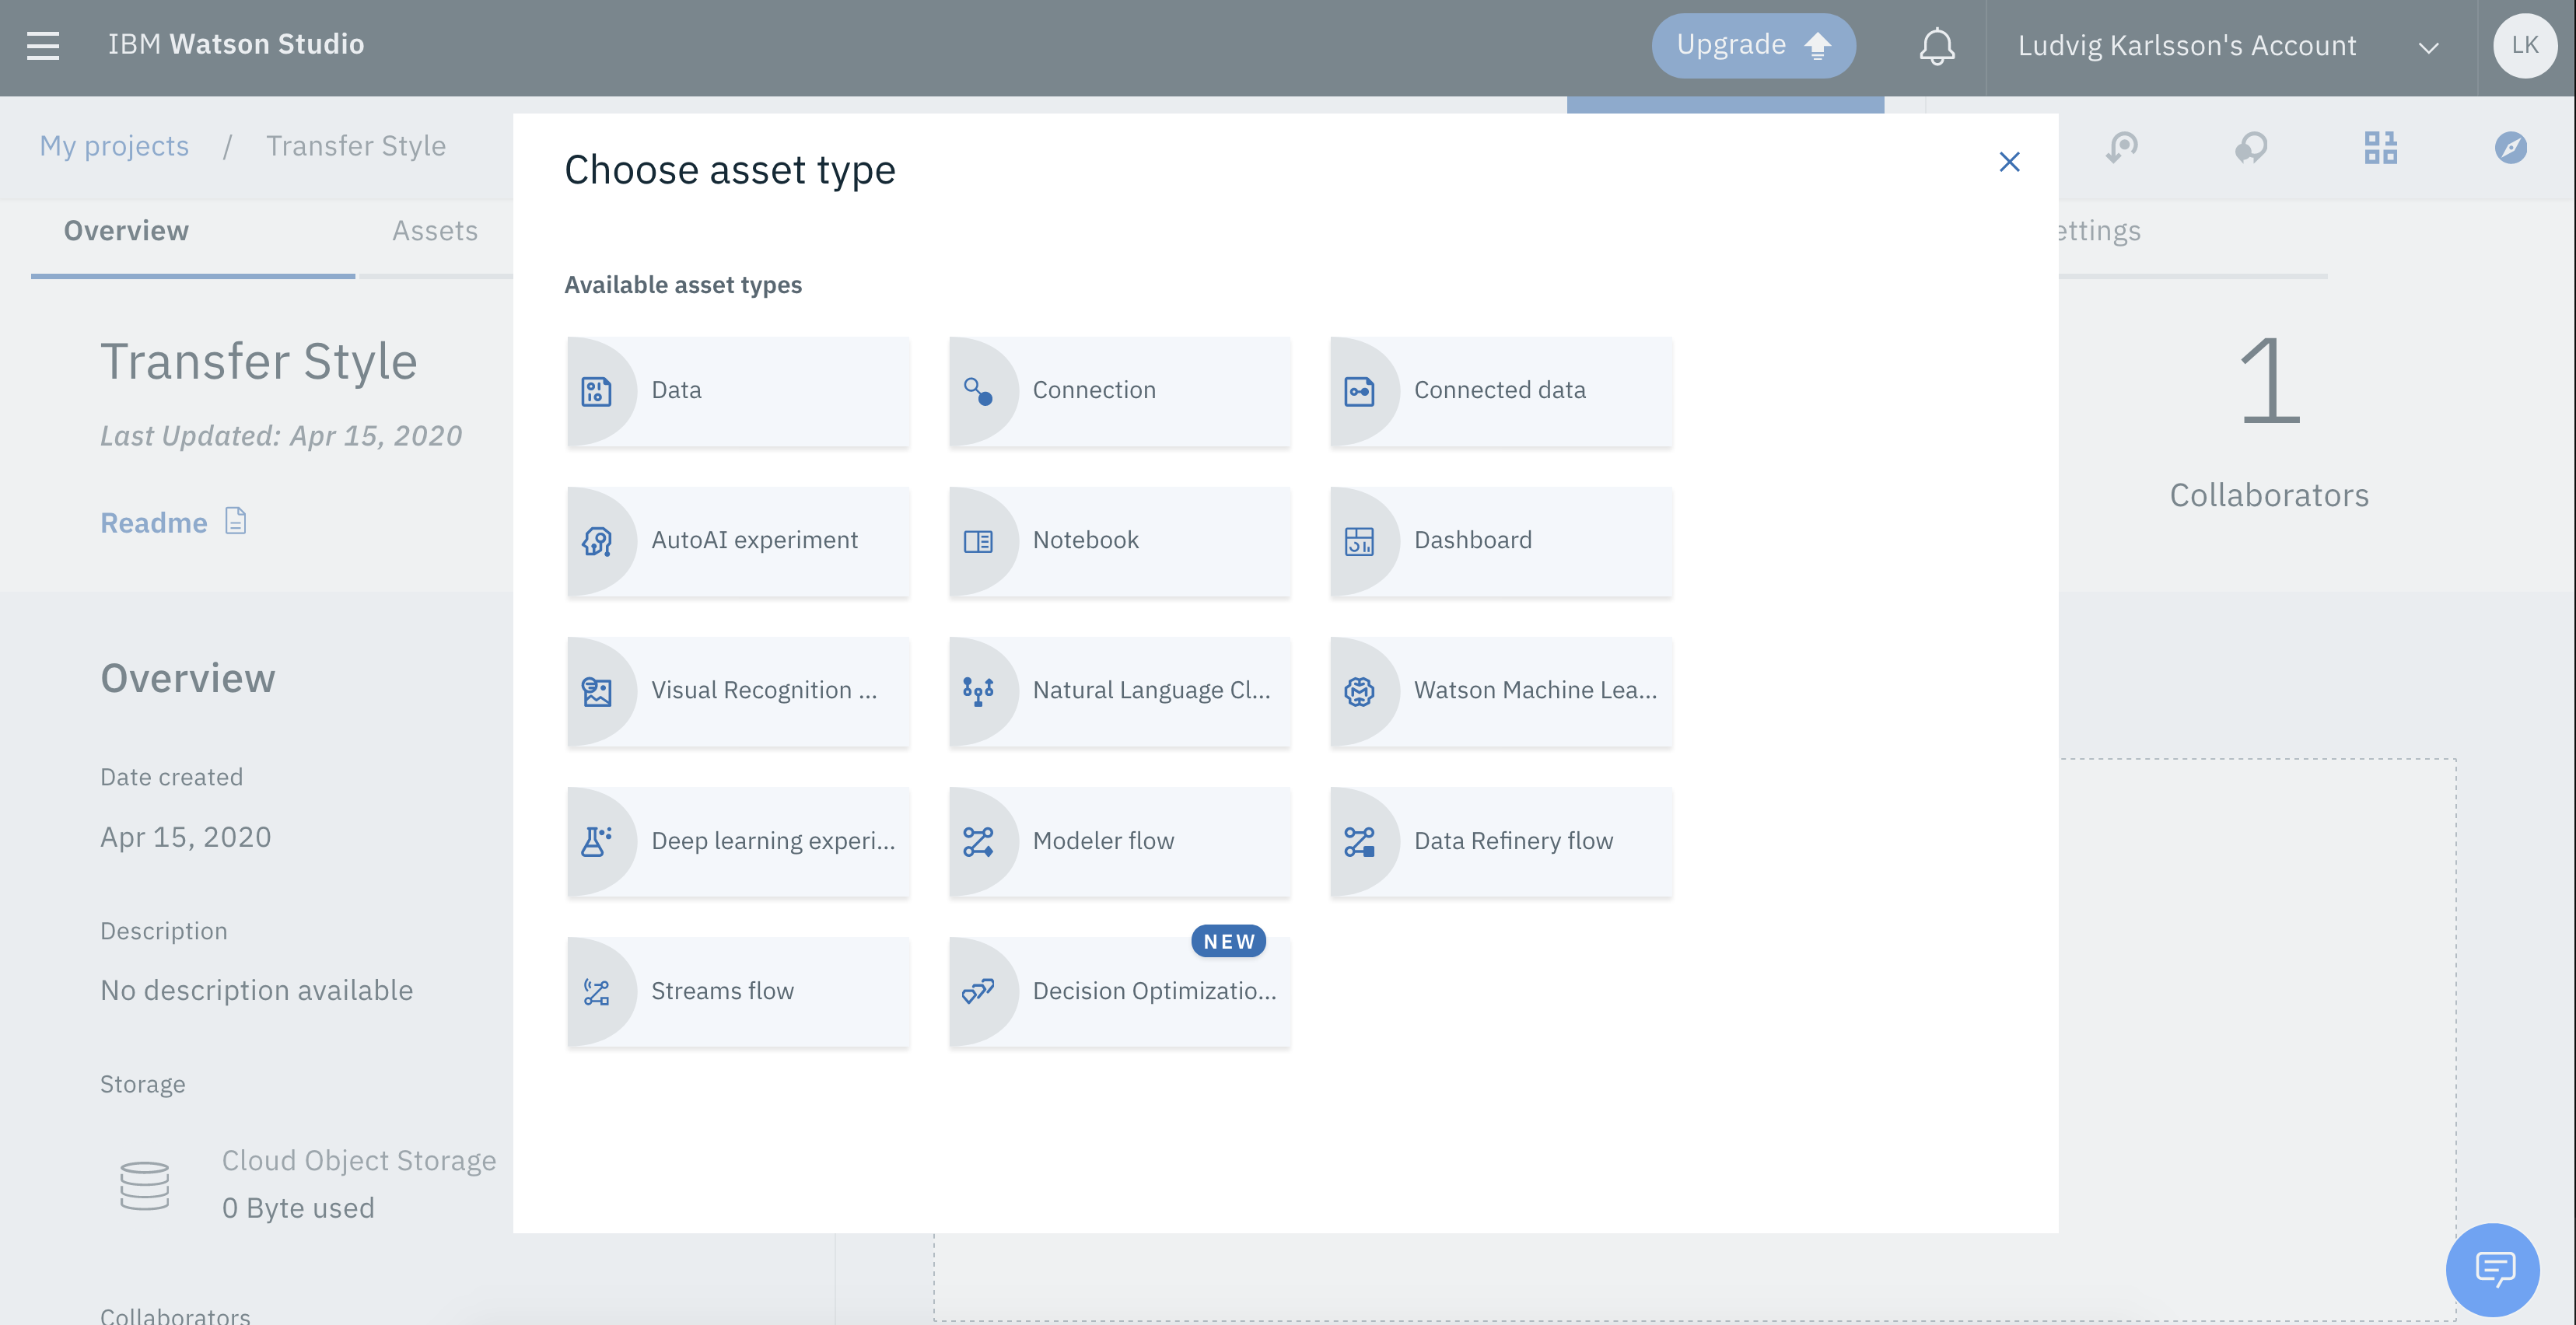 IBM Watson Studio
Upgrade
Ludvig Karlsson's Account
LK
My projects / Transfer Style
Overview
Assets
ettings
Choose asset type
Available asset types
Data
Connection
Connected data
AutoAI experiment
Notebook
Dashboard
Visual Recognition ...
Natural Language Cl...
Watson Machine Lea...
Deep learning experi...
Modeler flow
Data Refinery flow
Streams flow
NEW
Decision Optimizatio...
Transfer Style
Last Updated: Apr 15, 2020
Readme
1
Collaborators
Overview
Date created
Apr 15, 2020
Description
No description available
Storage
Cloud Object Storage
0 Byte used
Collaborators